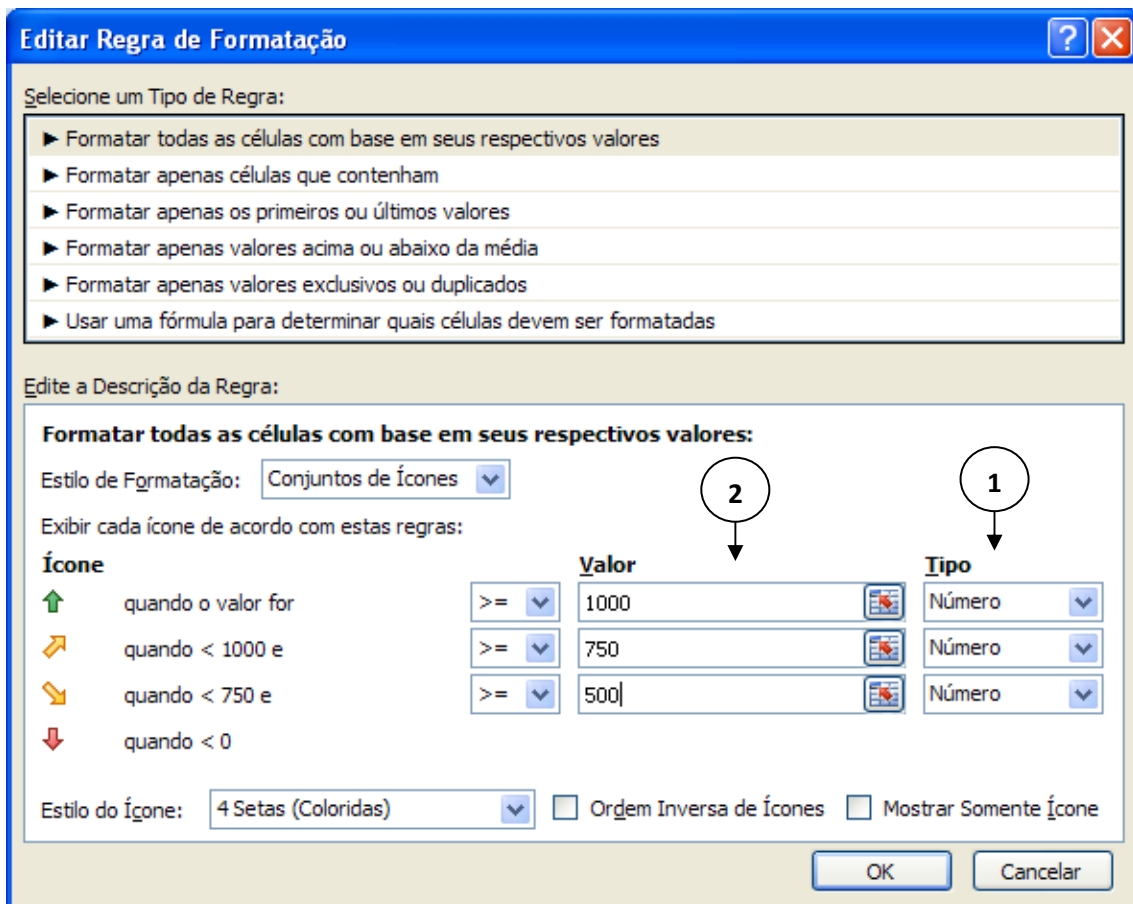 Editar Regra de Formatação
Selecione um Tipo de Regra:
► Formatar todas as células com base em seus respectivos valores
► Formatar apenas células que contenham
► Formatar apenas os primeiros ou últimos valores
► Formatar apenas valores acima ou abaixo da média
► Formatar apenas valores exclusivos ou duplicados
► Usar uma fórmula para determinar quais células devem ser formatadas
Edite a Descrição da Regra:
Formatar todas as células com base em seus respectivos valores:
Estilo de Formatação: Conjuntos de Ícones
2 1
Exibir cada ícone de acordo com estas regras:
Ícone Valor Tipo
quando o valor for >= 1000 Número
quando < 1000 e >= 750 Número
quando < 750 e >= 500 Número
quando < 0
Estilo do Ícone: 4 Setas (Coloridas) Ordem Inversa de Ícones Mostrar Somente Ícone
OK Cancelar